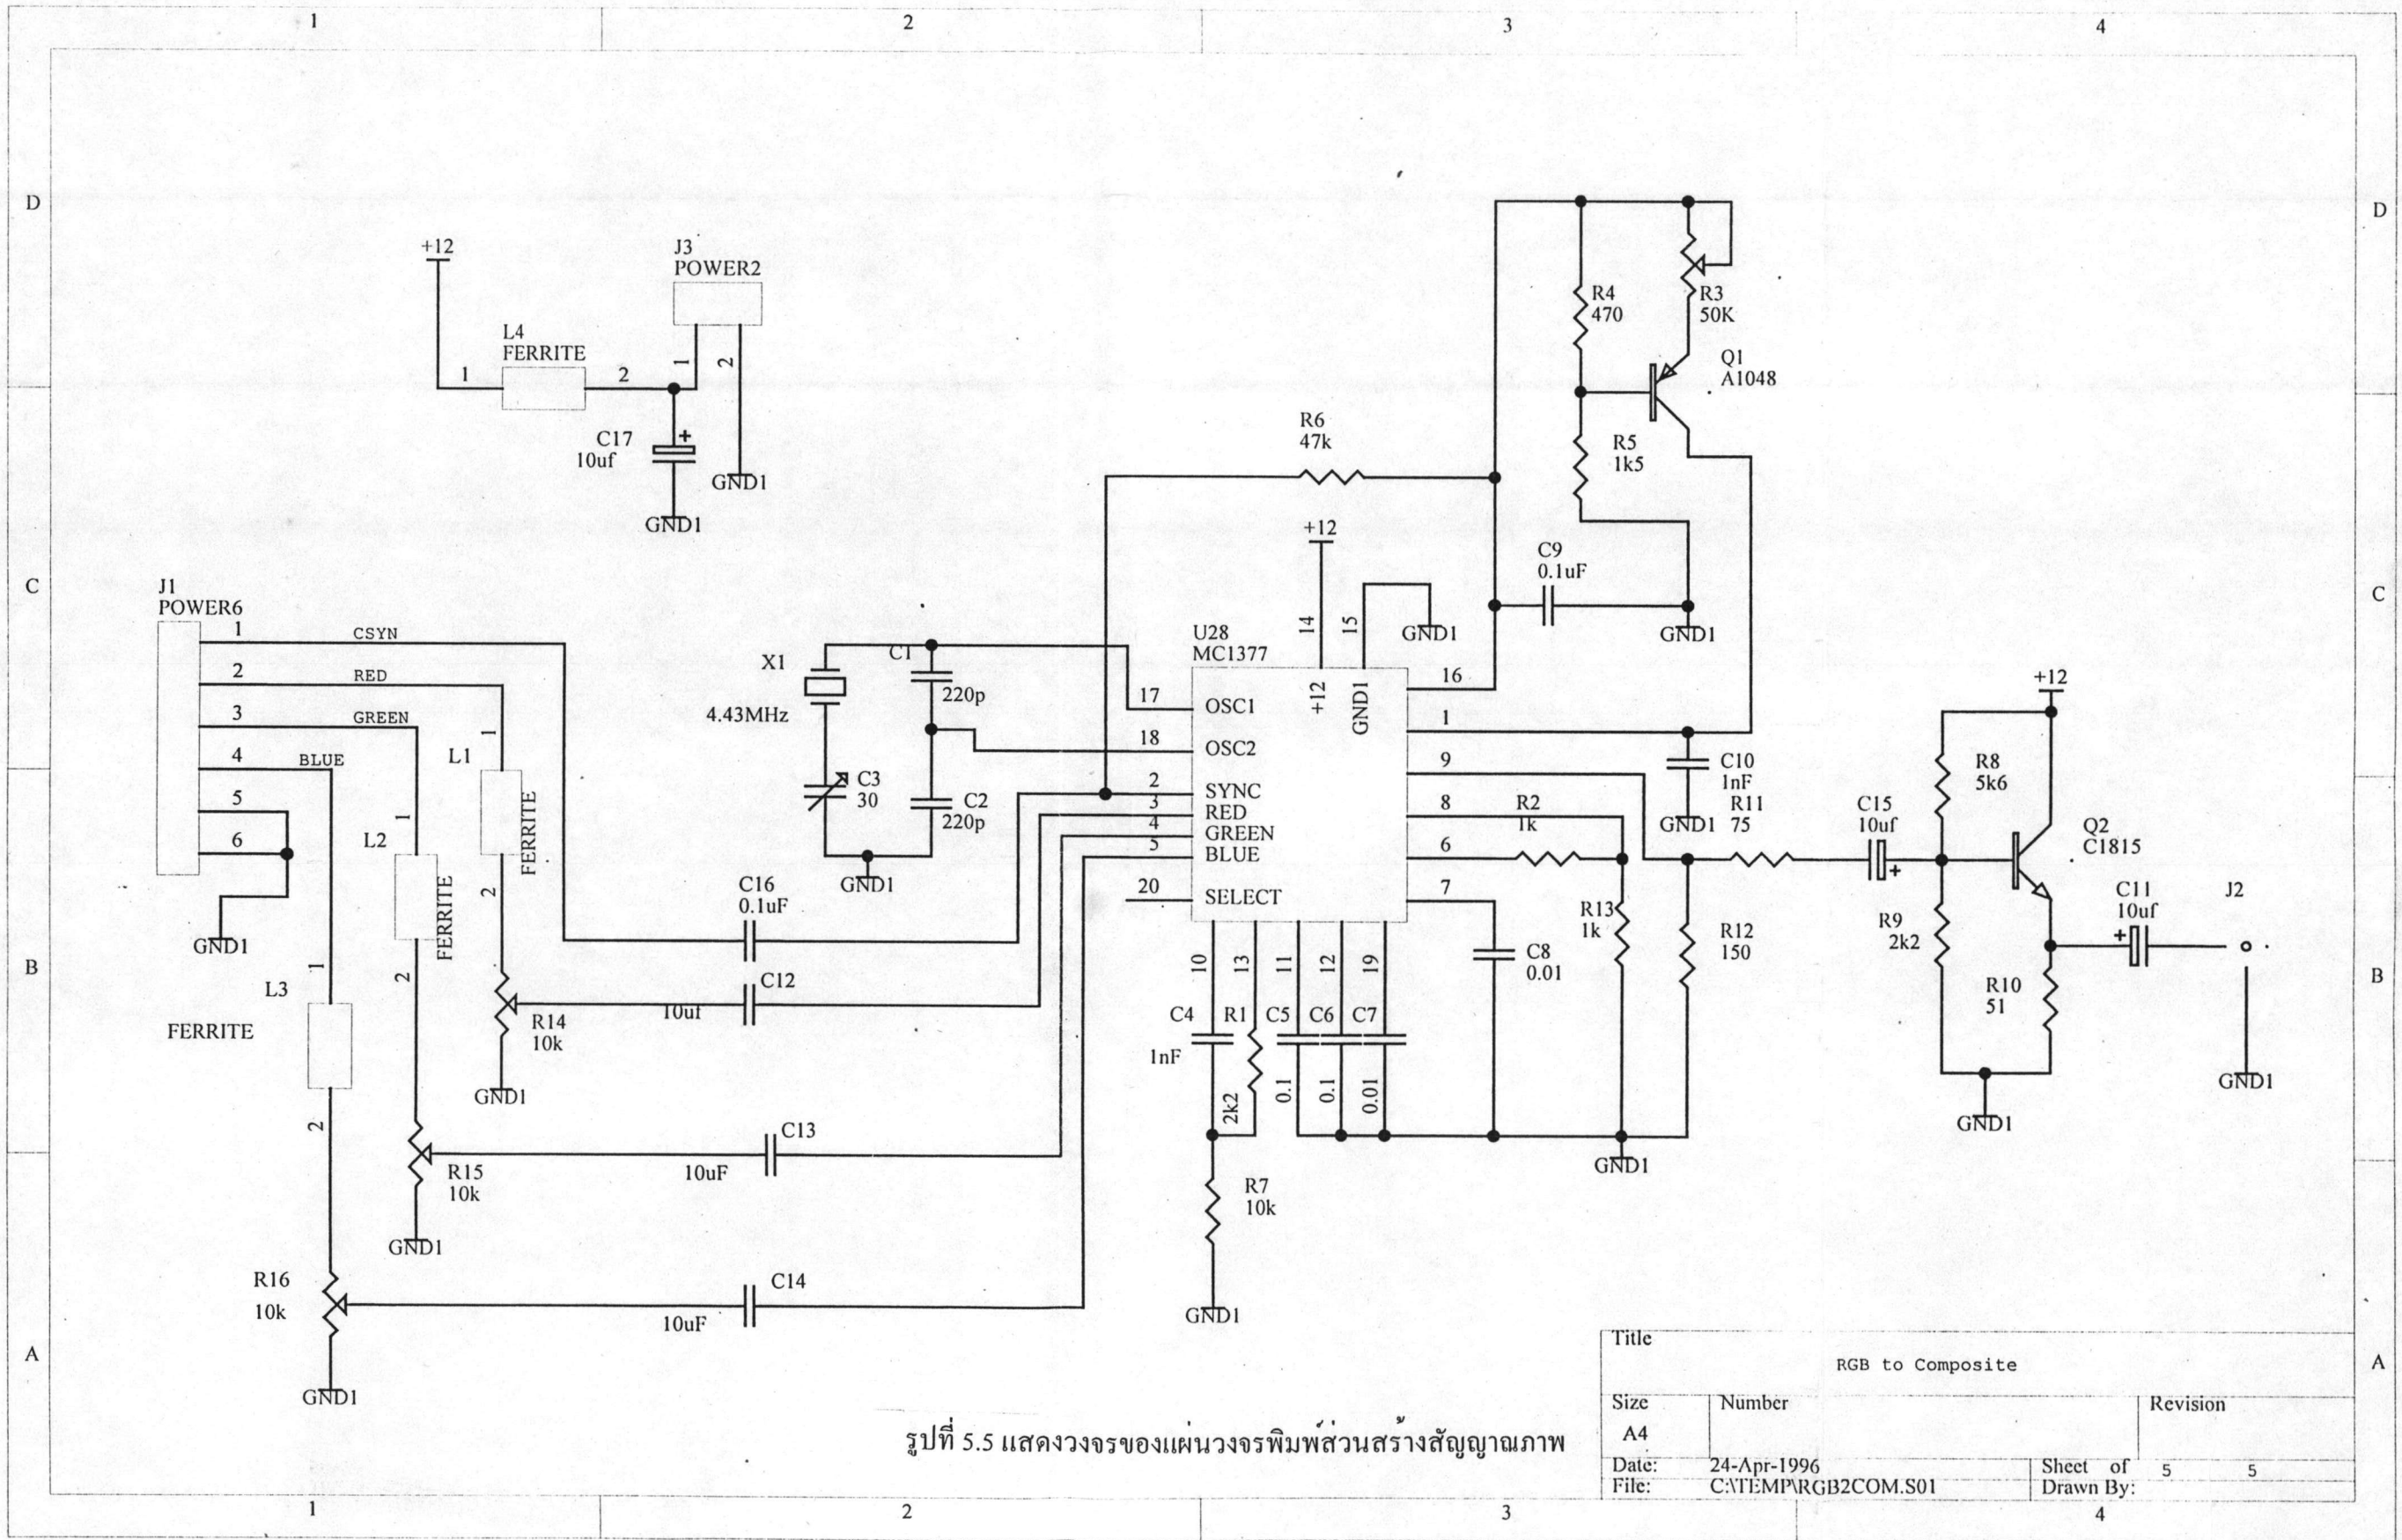 1
2
3
4
D
D
+12
J3
POWER2
L4
FERRITE
1
2
1
2
C17
10uf
+
GND1
GND1
R4
470
R3
50K
Q1
A1048
R6
47k
R5
1k5
+12
C9
0.1uF
C
C
J1
POWER6
1
CSYN
2
RED
3
GREEN
4
BLUE
5
6
GND1
X1
4.43MHz
C1
220p
C3
30
C2
220p
GND1
U28
MC1377
14
15
GND1
GND1
+12
GND1
17
OSC1
18
OSC2
2
SYNC
3
RED
4
GREEN
5
BLUE
20
SELECT
16
1
9
8
6
7
C10
1nF
GND1
R2
1k
R11
75
C15
10uf
+
+12
R8
5k6
Q2
C1815
C11
10uf
+
J2
R9
2k2
R10
51
GND1
GND1
R13
1k
R12
150
C8
0.01
L1
FERRITE
1
2
L2
FERRITE
1
2
L3
FERRITE
1
2
B
B
C16
0.1uF
C12
10uf
R14
10k
GND1
C13
10uF
R15
10k
GND1
C14
10uF
R16
10k
GND1
10
13
11
12
19
C4
1nF
R1
2k2
C5
0.1
C6
0.1
C7
0.01
GND1
R7
10k
GND1
A
A
รูปที่ 5.5 แสดงวงจรของแผ่นวงจรพิมพ์ส่วนสร้างสัญญาณภาพ
Title
RGB to Composite
Size
A4
Number
Revision
Date: 24-Apr-1996
Sheet of 5 5
File: C:\TEMP\RGB2COM.S01
Drawn By:
1
2
3
4